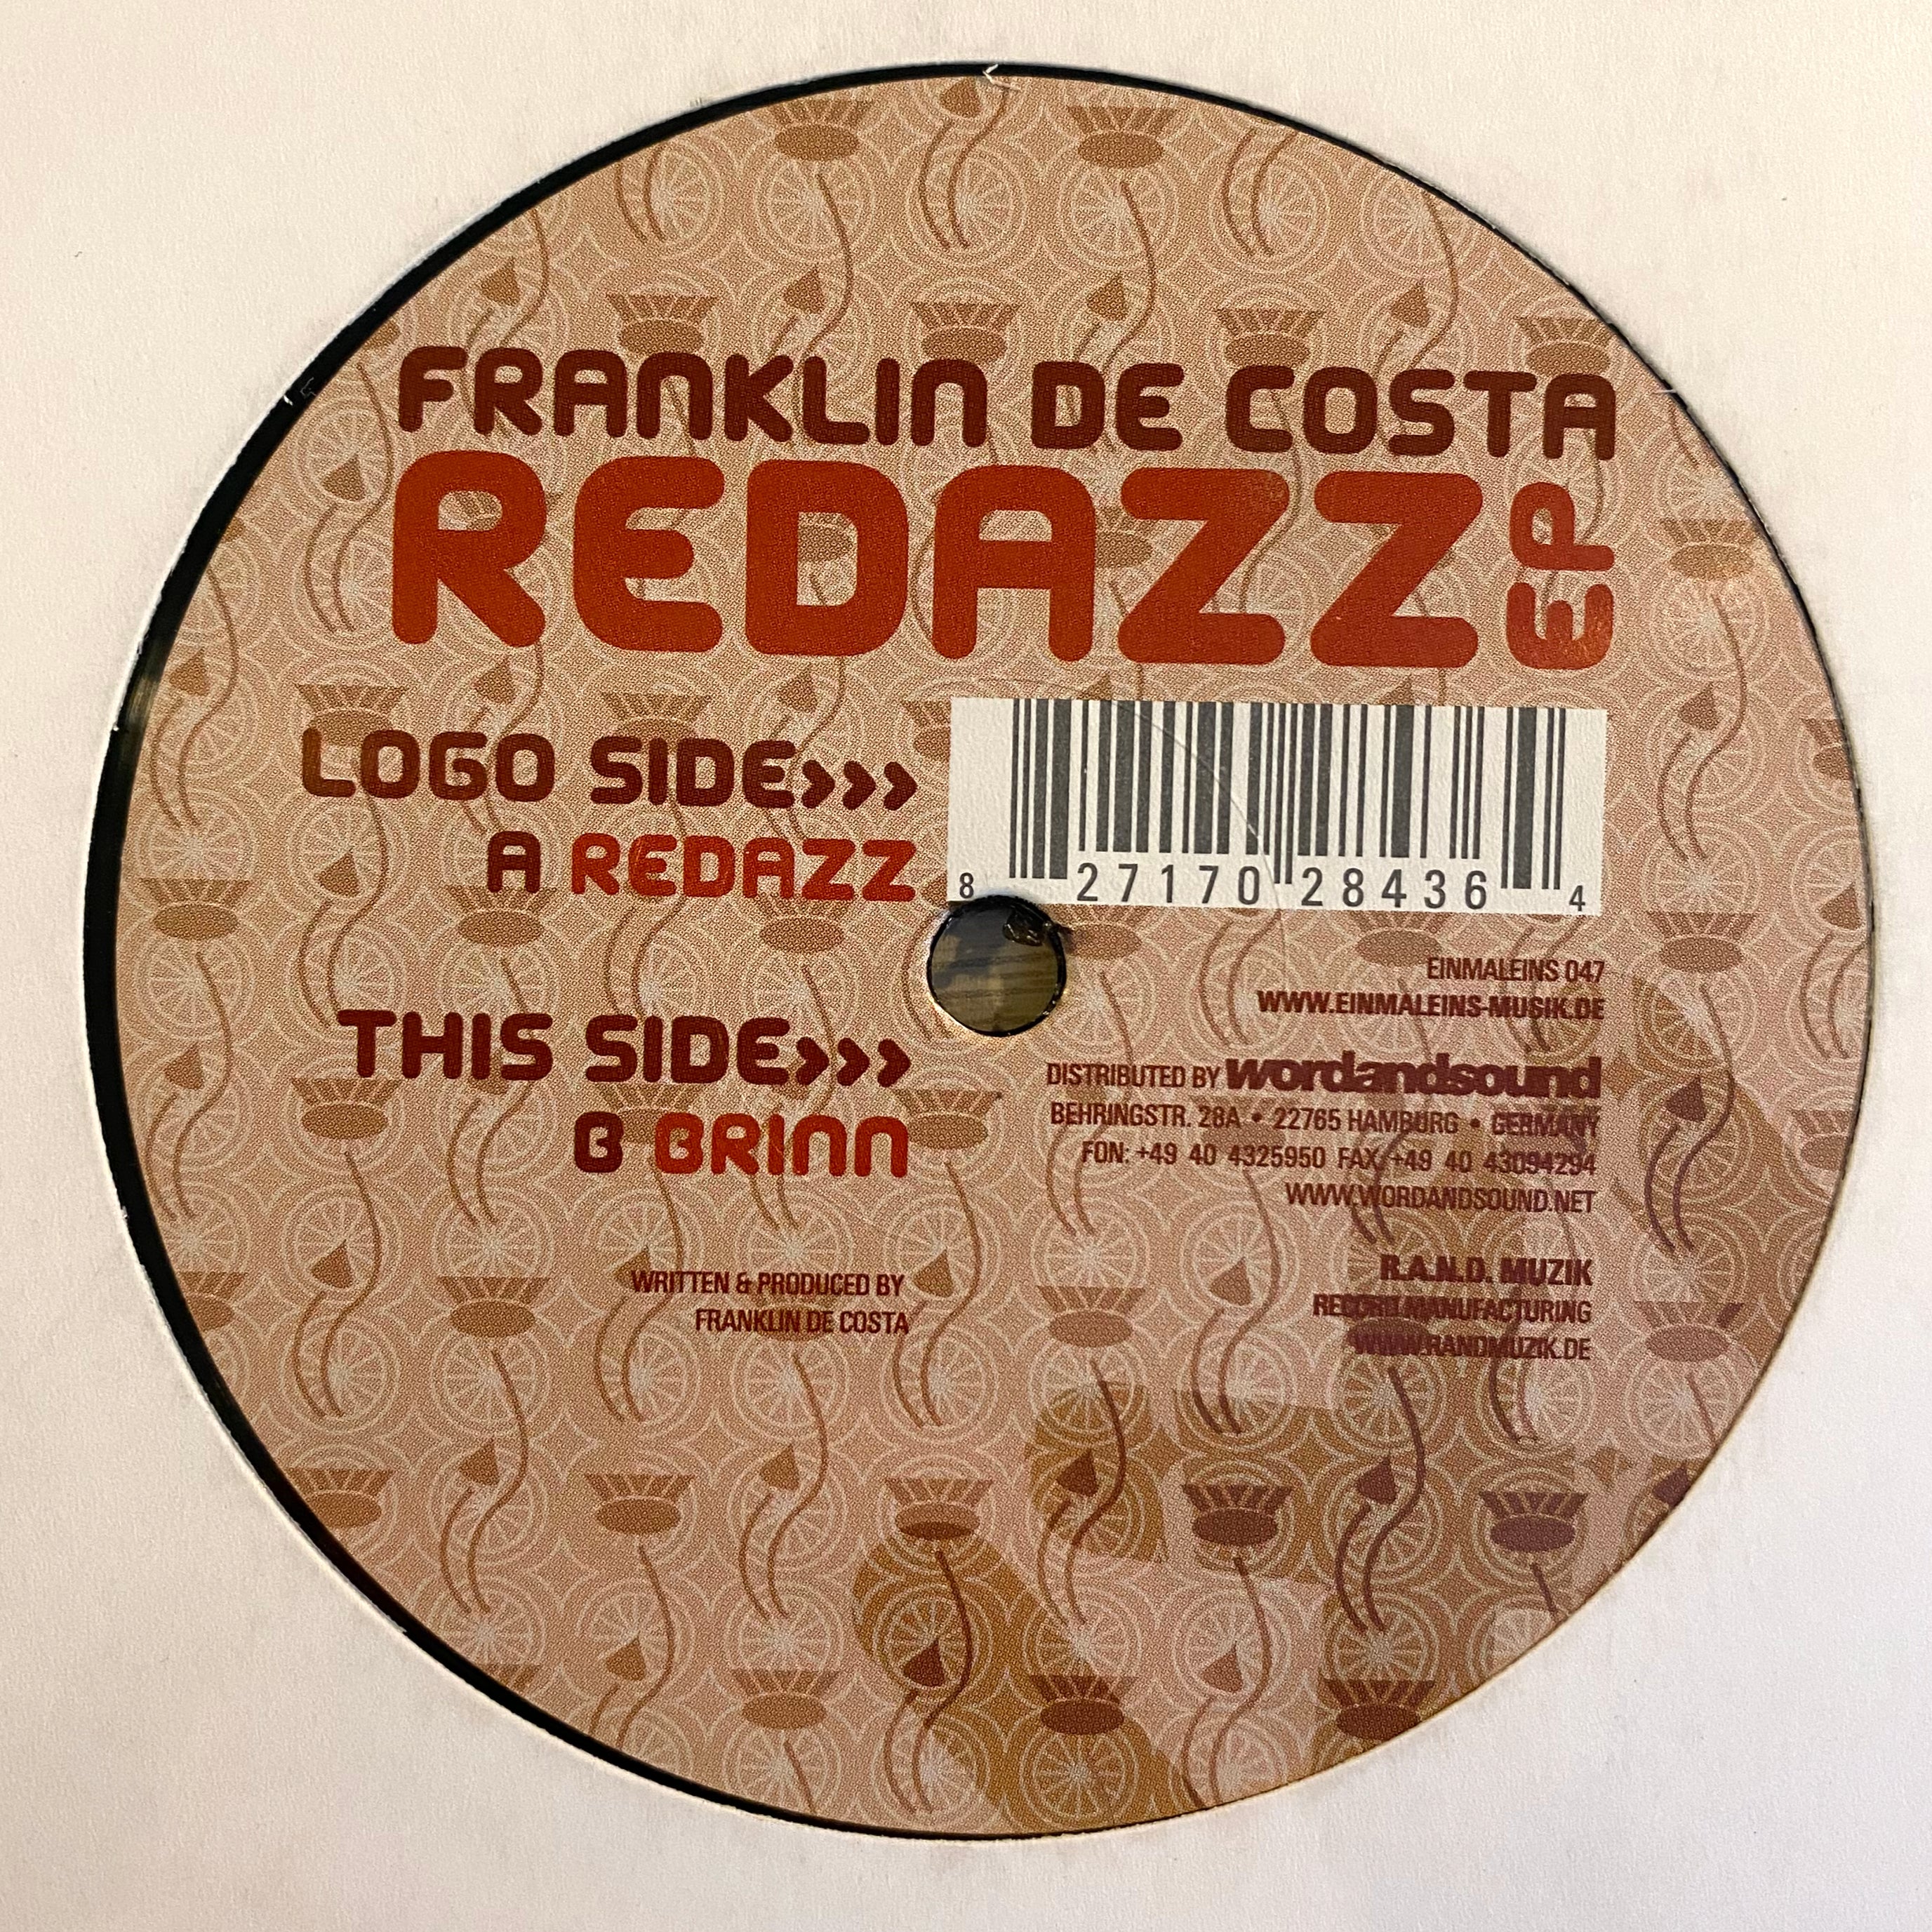 FRANKLIN DE COSTA
REDAZZ EP
LOGO SIDE>>>
A REDAZZ
8 27170 28436 4
THIS SIDE>>>
B BRINN
WRITTEN & PRODUCED BY
FRANKLIN DE COSTA
EINMALEINS 047
WWW.EINMALEINS-MUSIK.DE
DISTRIBUTED BY wordandsound
BEHRINGSTR. 28A • 22765 HAMBURG • GERMANY
FON: +49 40 4325950 FAX: +49 40 43094294
WWW.WORDANDSOUND.NET
R.A.N.D. MUZIK
RECORD MANUFACTURING
WWW.RANDMUZIK.DE